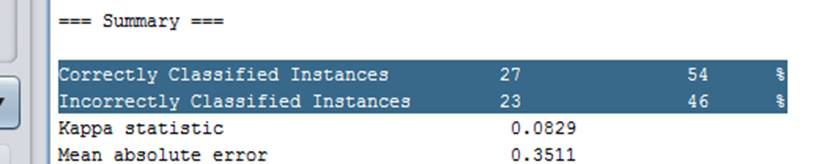 === Summary ===
Correctly Classified Instances 27 54 %
Incorrectly Classified Instances 23 46 %
Kappa statistic 0.0829
Mean absolute error 0.3511